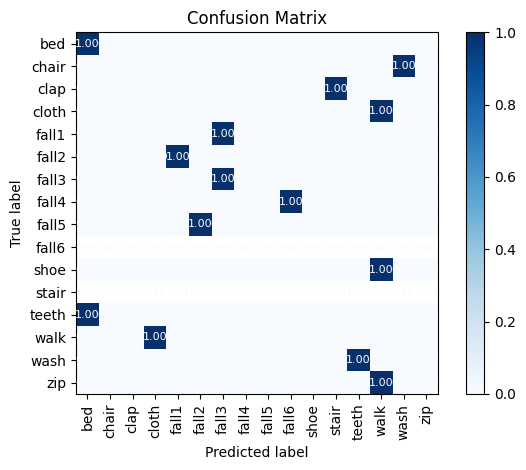 Confusion Matrix
True label
bed 1.00
chair 1.00
clap 1.00
cloth 1.00
fall1 1.00
fall2 1.00
fall3 1.00
fall4 1.00
fall5 1.00
fall6
shoe 1.00
stair
teeth 1.00
walk 1.00
wash 1.00
zip 1.00
bed chair clap cloth fall1 fall2 fall3 fall4 fall5 fall6 shoe stair teeth walk wash zip
Predicted label
1.0
0.8
0.6
0.4
0.2
0.0